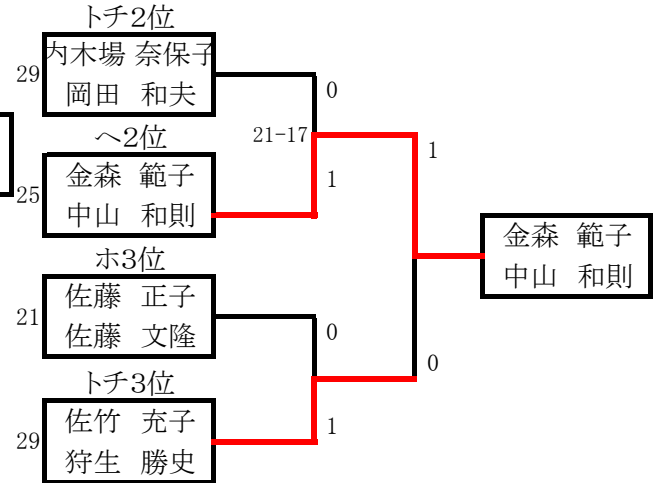 トチ2位
29
内木場 奈保子
岡田 和夫
0
21-17
ヘ2位
25
金森 範子
中山 和則
1
1
金森 範子
中山 和則
ホ3位
21
佐藤 正子
佐藤 文隆
0
0
トチ3位
29
佐竹 充子
狩生 勝史
1